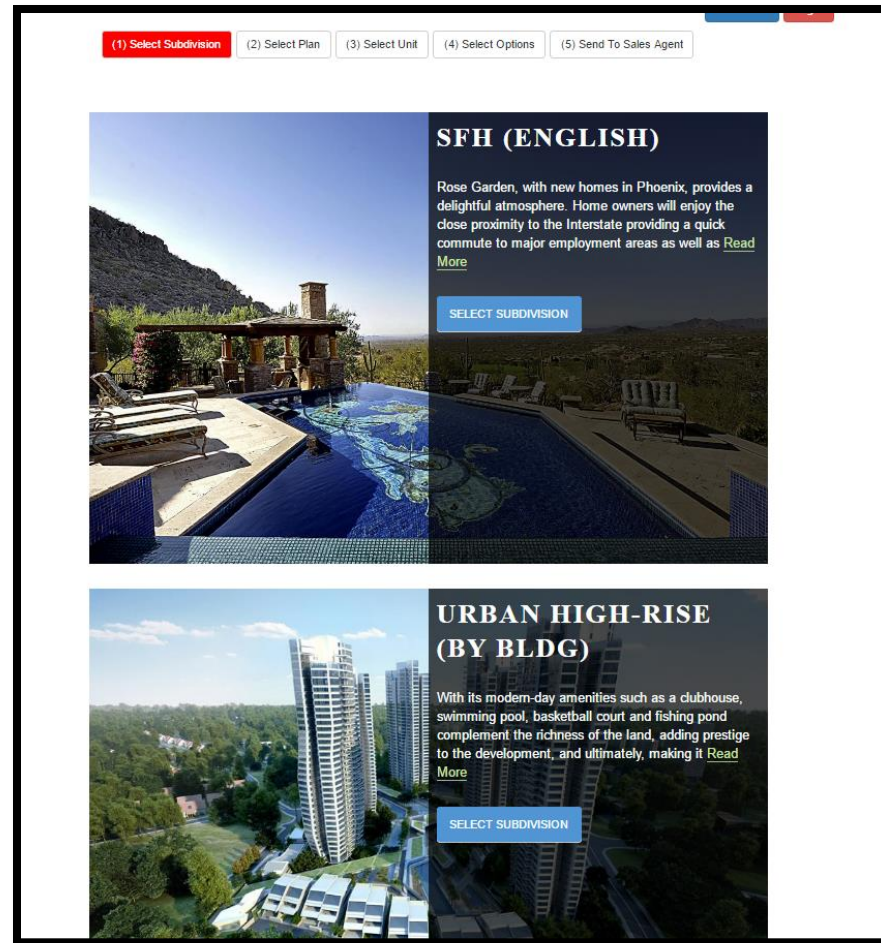 (1) Select Subdivision (2) Select Plan (3) Select Unit (4) Select Options (5) Send To Sales Agent
SFH (ENGLISH)
Rose Garden, with new homes in Phoenix, provides a
delightful atmosphere. Home owners will enjoy the
close proximity to the Interstate providing a quick
commute to major employment areas as well as Read
More
SELECT SUBDIVISION
URBAN HIGH-RISE
(BY BLDG)
With its modern-day amenities such as a clubhouse,
swimming pool, basketball court and fishing pond
complement the richness of the land, adding prestige
to the development, and ultimately, making it Read
More
SELECT SUBDIVISION